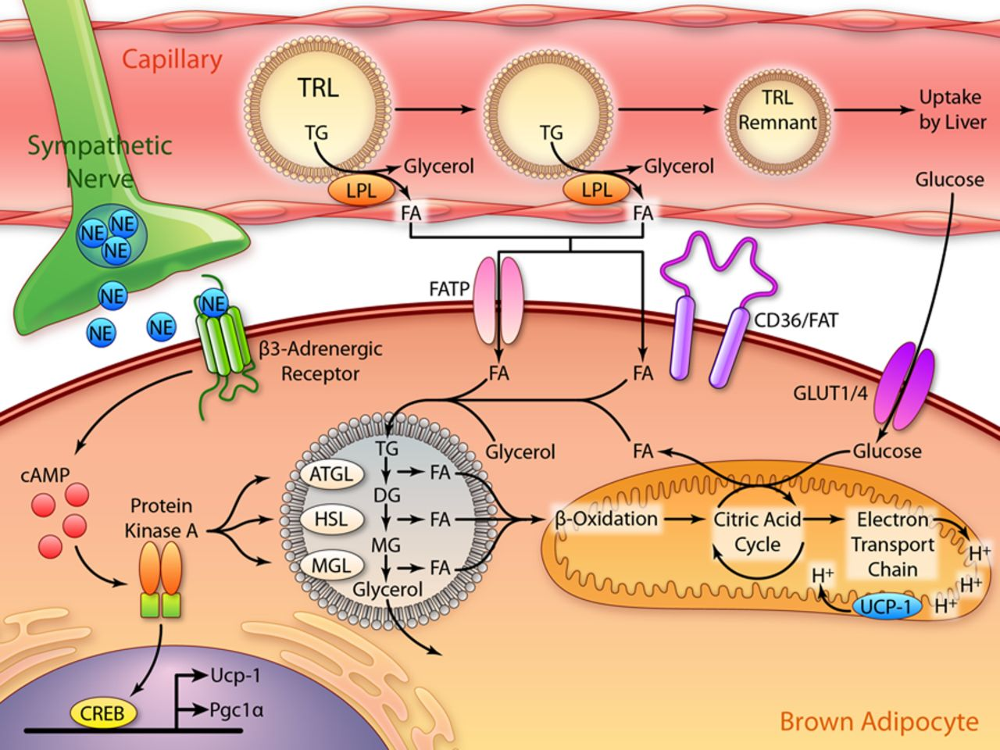 Capillary
TRL
TG
LPL
Glycerol
FA
TG
LPL
Glycerol
FA
TRL
Remnant
Uptake
by Liver
Glucose
Sympathetic
Nerve
NE
NE
NE
NE
NE
NE
NE
β3-Adrenergic
Receptor
FATP
CD36/FAT
GLUT1/4
FA
FA
Glycerol
FA
Glucose
cAMP
Protein
Kinase A
ATGL
HSL
MGL
TG
FA
DG
FA
MG
FA
Glycerol
β-Oxidation
Citric Acid
Cycle
Electron
Transport
Chain
H⁺
H⁺
H⁺
H⁺
UCP-1
CREB
Ucp-1
Pgc1α
Brown Adipocyte